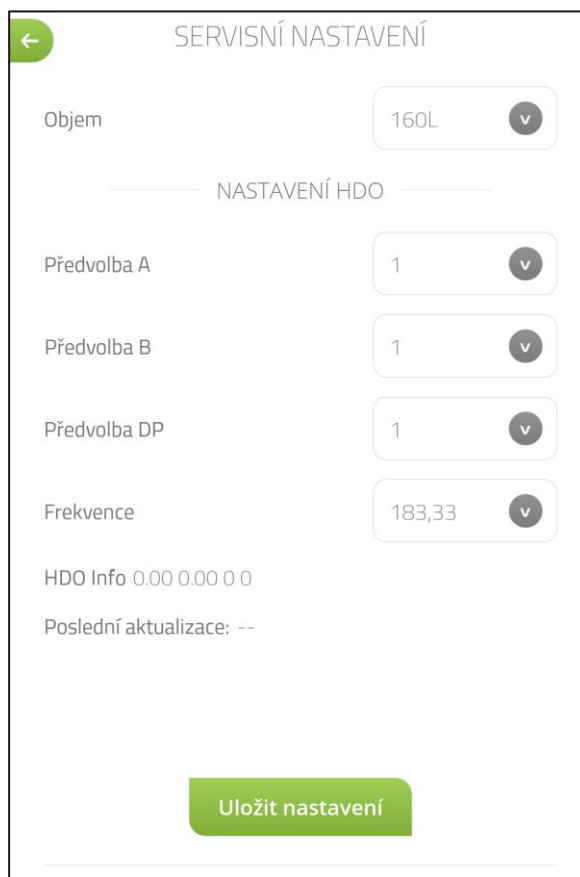 SERVISNÍ NASTAVENÍ
Objem 160L v
NASTAVENÍ HDO
Předvolba A 1 v
Předvolba B 1 v
Předvolba DP 1 v
Frekvence 183,33 v
HDO Info 0.00 0.00 0 0
Poslední aktualizace: --
Uložit nastavení